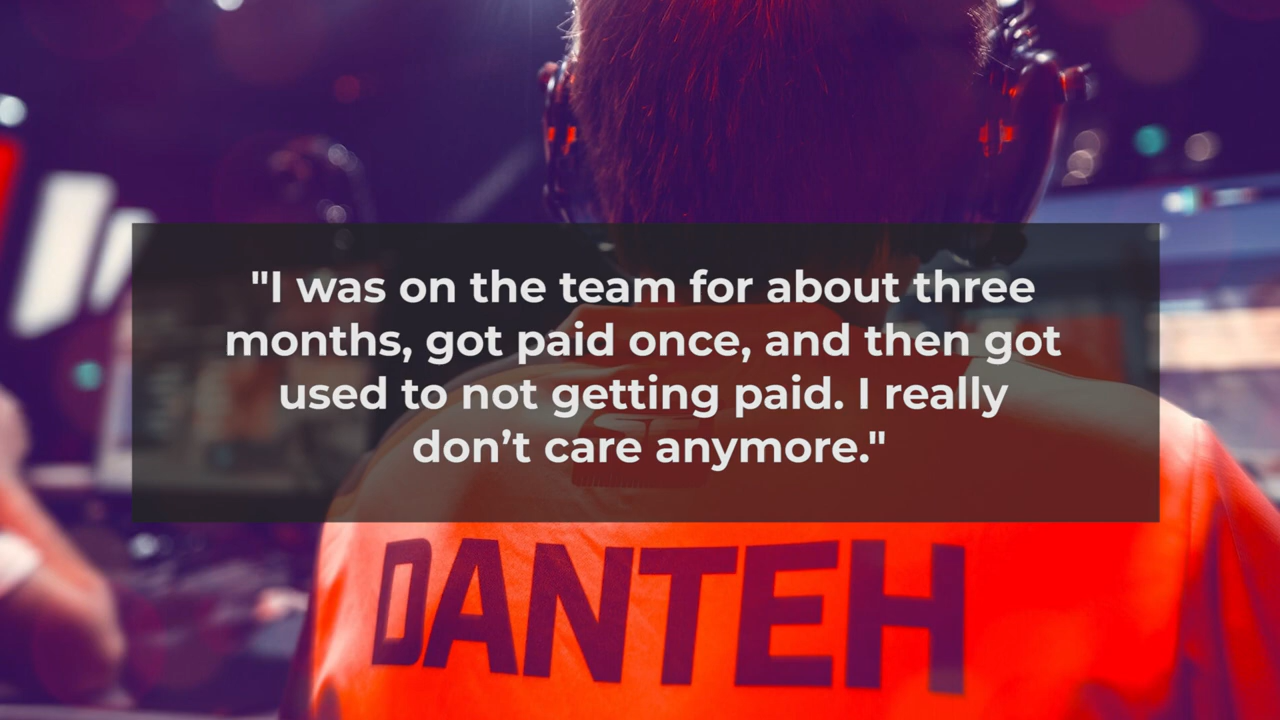 "I was on the team for about three
months, got paid once, and then got
used to not getting paid. I really
don’t care anymore."
DANTEH